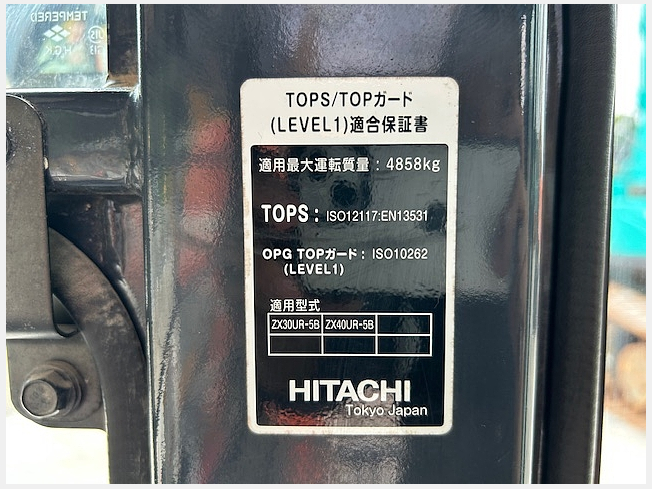 TEMPERED
H.G.K
TOPS/TOPガード
(LEVEL1)適合保証書
適用最大運転質量: 4858kg
TOPS: ISO12117:EN13531
OPG TOPガード: ISO10262
(LEVEL1)
適用型式
ZX30UR-5B ZX40UR-5B
HITACHI
Tokyo Japan